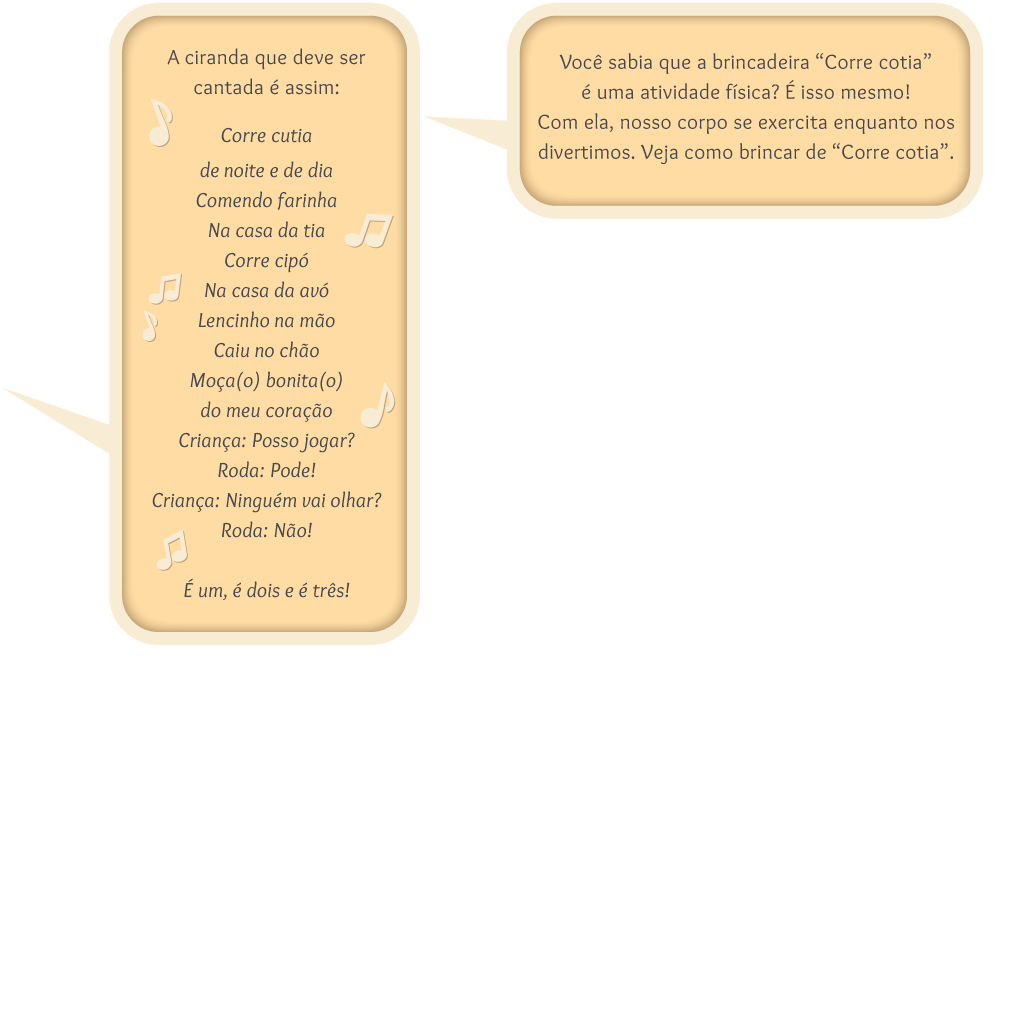 A ciranda que deve ser
cantada é assim:
Corre cutia
de noite e de dia
Comendo farinha
Na casa da tia
Corre cipó
Na casa da avó
Lencinho na mão
Caiu no chão
Moça(o) bonita(o)
do meu coração
Criança: Posso jogar?
Roda: Pode!
Criança: Ninguém vai olhar?
Roda: Não!
É um, é dois e é três!
Você sabia que a brincadeira “Corre cotia”
é uma atividade física? É isso mesmo!
Com ela, nosso corpo se exercita enquanto nos
divertimos. Veja como brincar de “Corre cotia”.